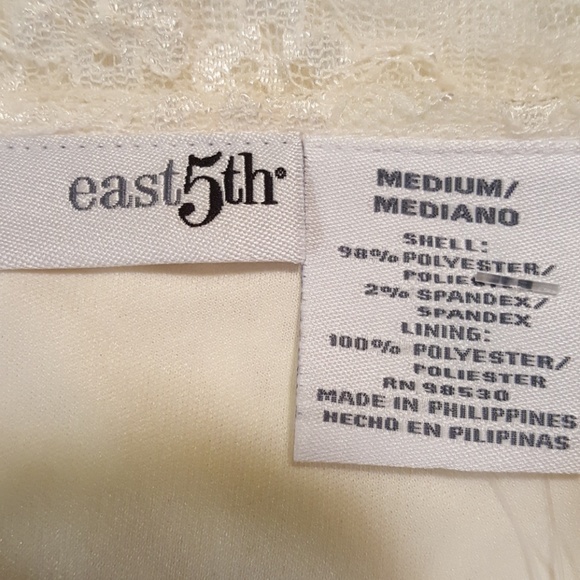 east5th
MEDIUM/
MEDIANO
SHELL:
98% POLYESTER/
2% SPANDEX/
SPANDEX
LINING:
100% POLYESTER/
POLIESTER
RN 98530
MADE IN PHILIPPINES
HECHO EN PILIPINAS